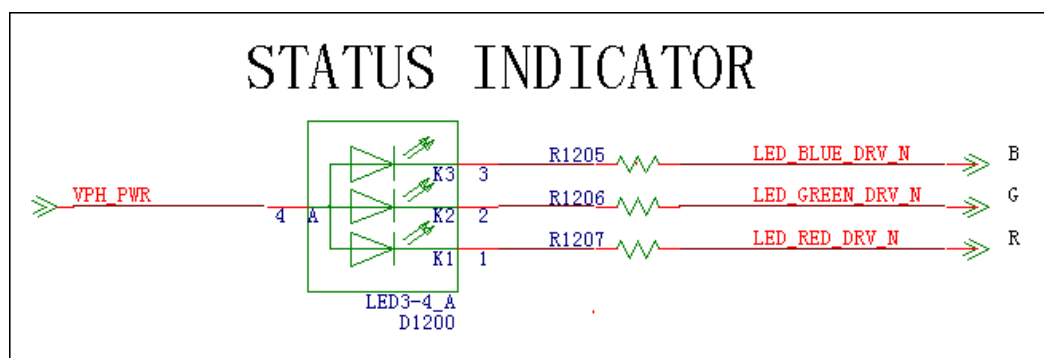 STATUS INDICATOR
R1205 LED_BLUE_DRV_N B
K3 3
VPH_PWR R1206 LED_GREEN_DRV_N G
4 A K2 2
R1207 LED_RED_DRV_N R
K1 1
LED3-4_A
D1200